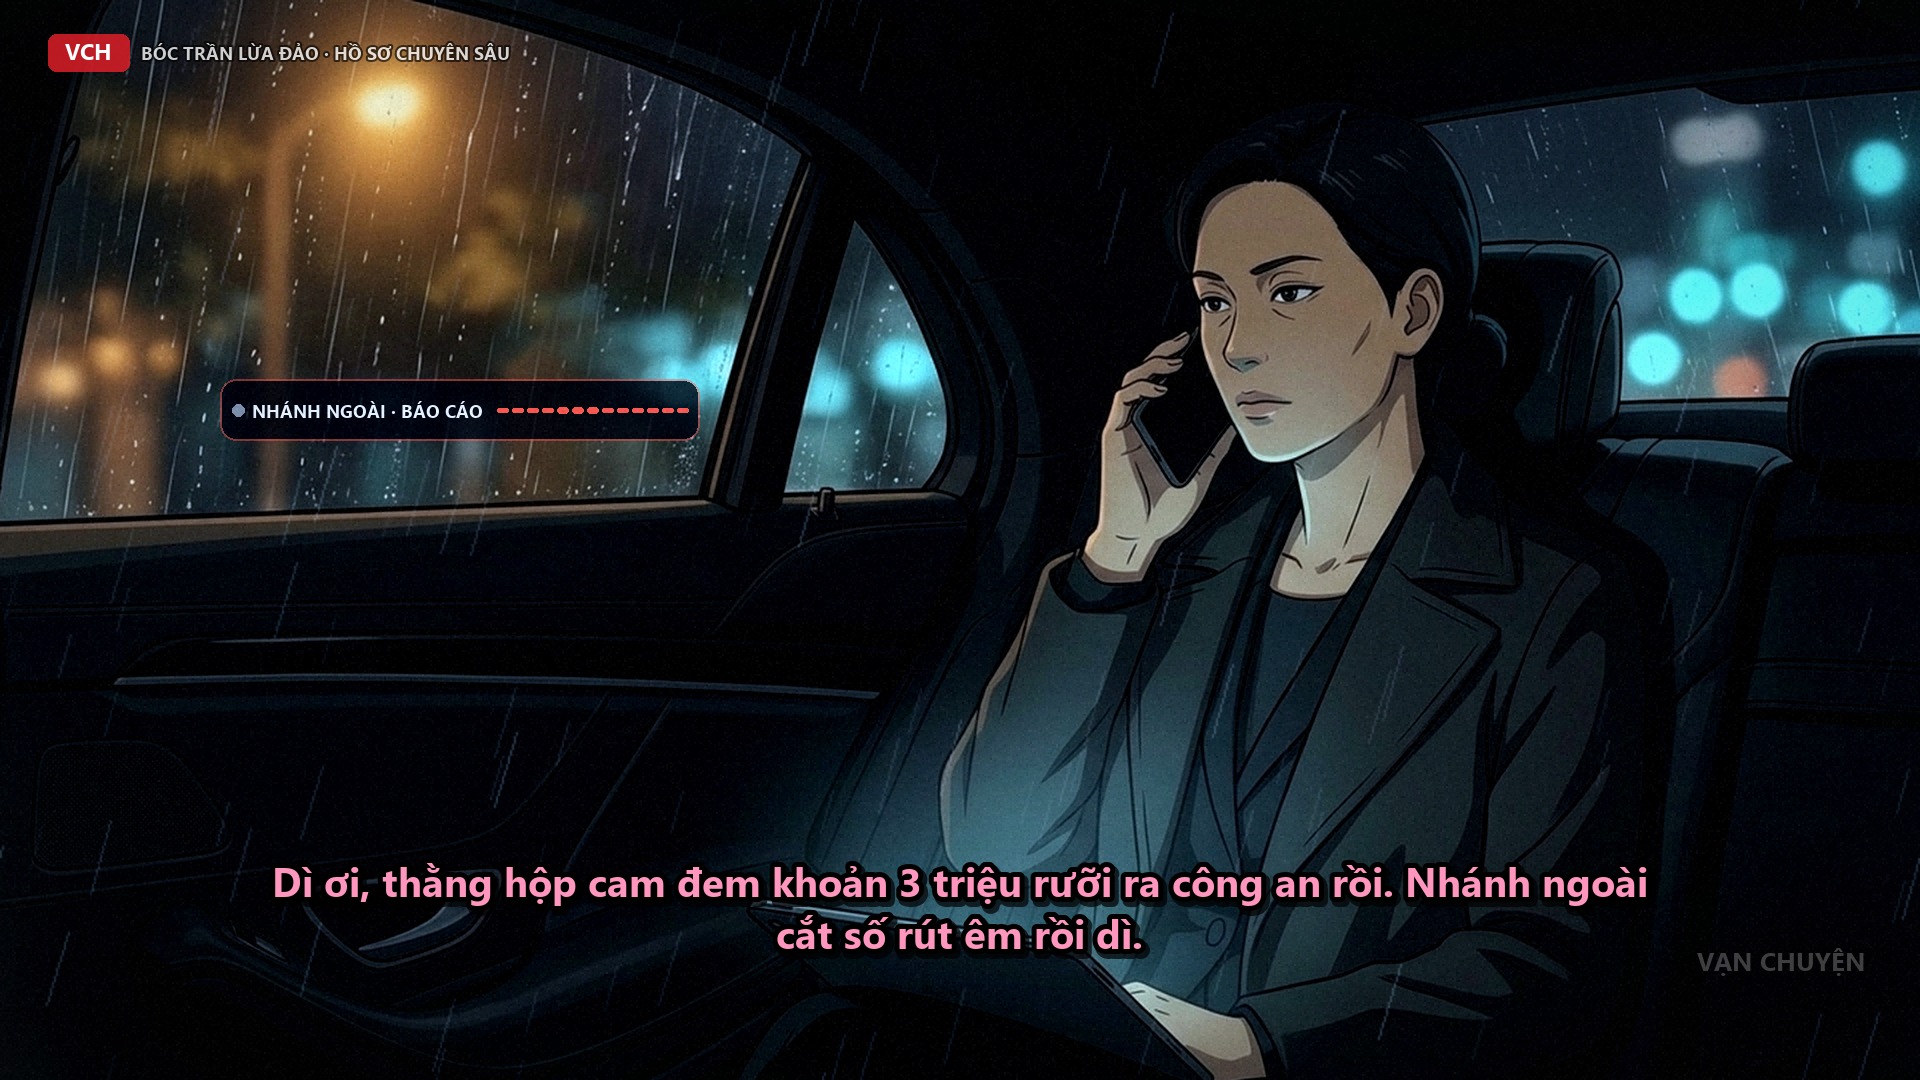 VCH BÓC TRẦN LỪA ĐẢO · HỒ SƠ CHUYÊN SÂU
NHÁNH NGOÀI · BÁO CÁO
Dì ơi, thằng hộp cam đem khoản 3 triệu rưỡi ra công an rồi. Nhánh ngoài
cắt số rút êm rồi dì.
VẠN CHUYỆN